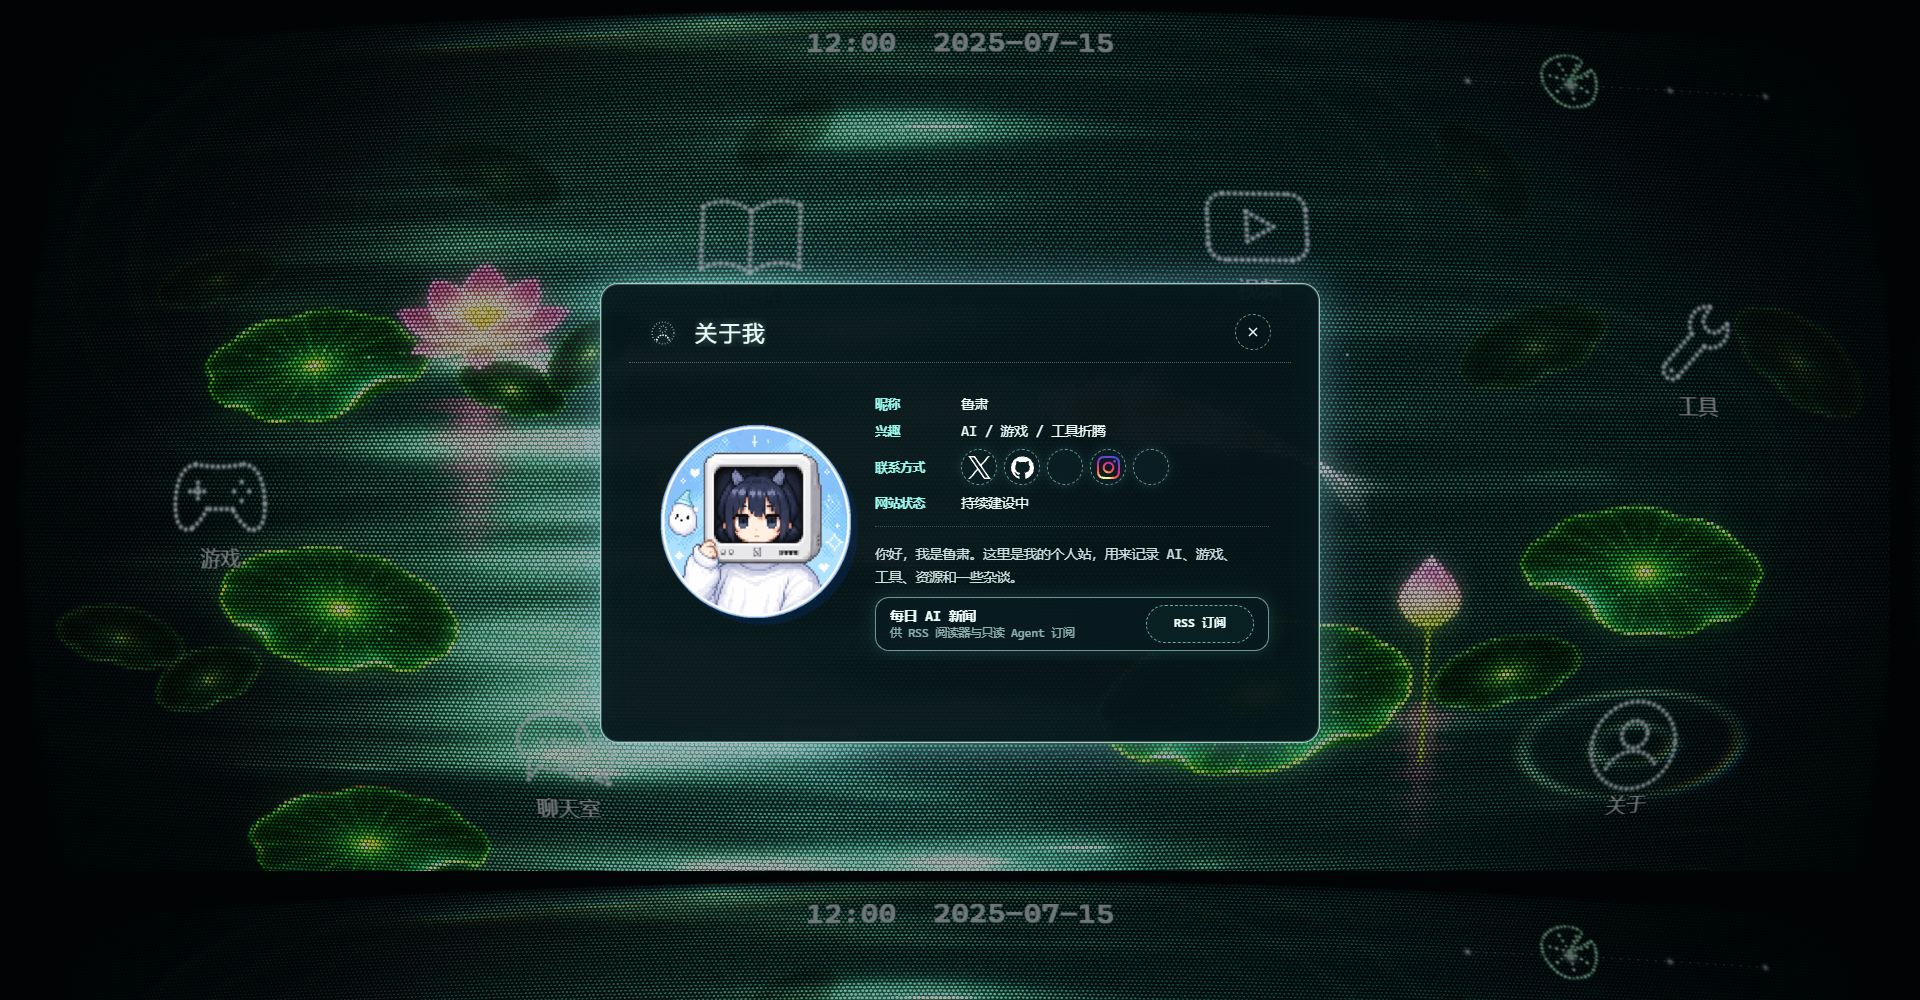 12:00 2025-07-15
视频
工具
游戏
聊天室
关于
关于我
×
昵称 鲁肃
兴趣 AI / 游戏 / 工具折腾
联系方式
网站状态 持续建设中
你好，我是鲁肃。这里是我的个人站，用来记录 AI、游戏、
工具、资源和一些杂谈。
每日 AI 新闻
供 RSS 阅读器与只读 Agent 订阅
RSS 订阅
12:00 2025-07-15